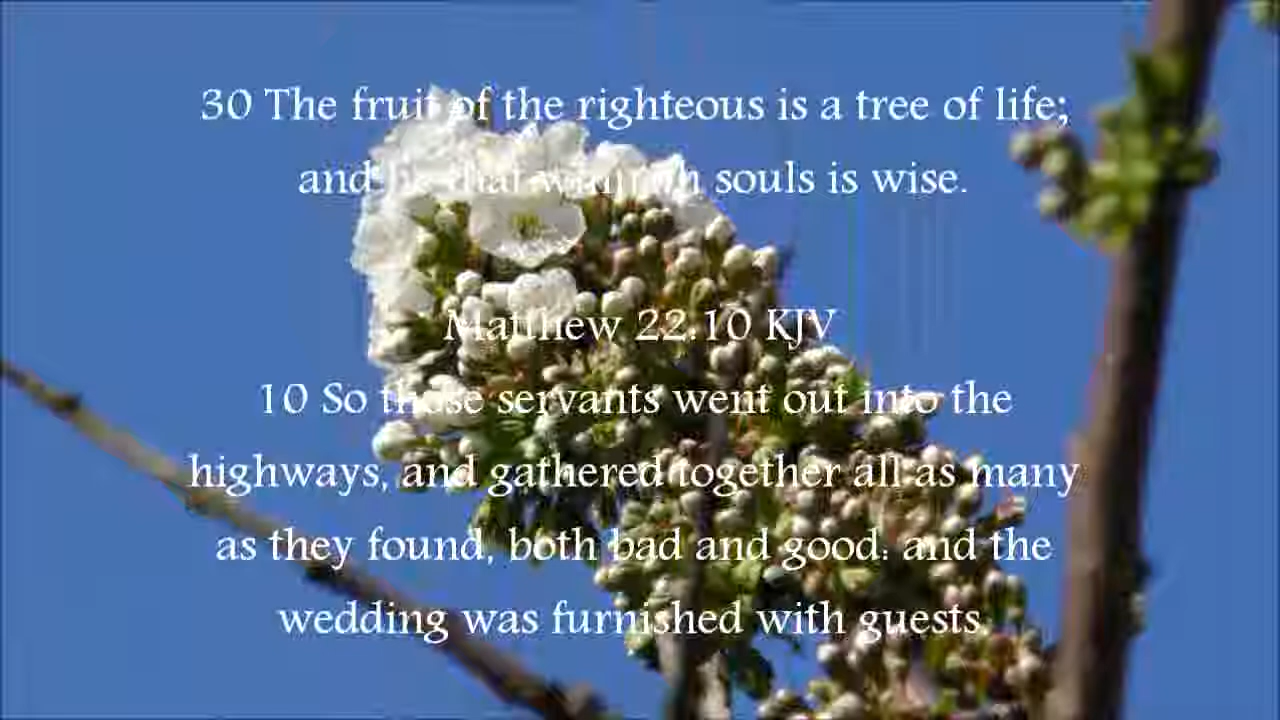 30 The fruit of the righteous is a tree of life;
and he that winneth souls is wise.
Matthew 22:10 KJV
10 So those servants went out into the
highways, and gathered together all as many
as they found, both bad and good: and the
wedding was furnished with guests.